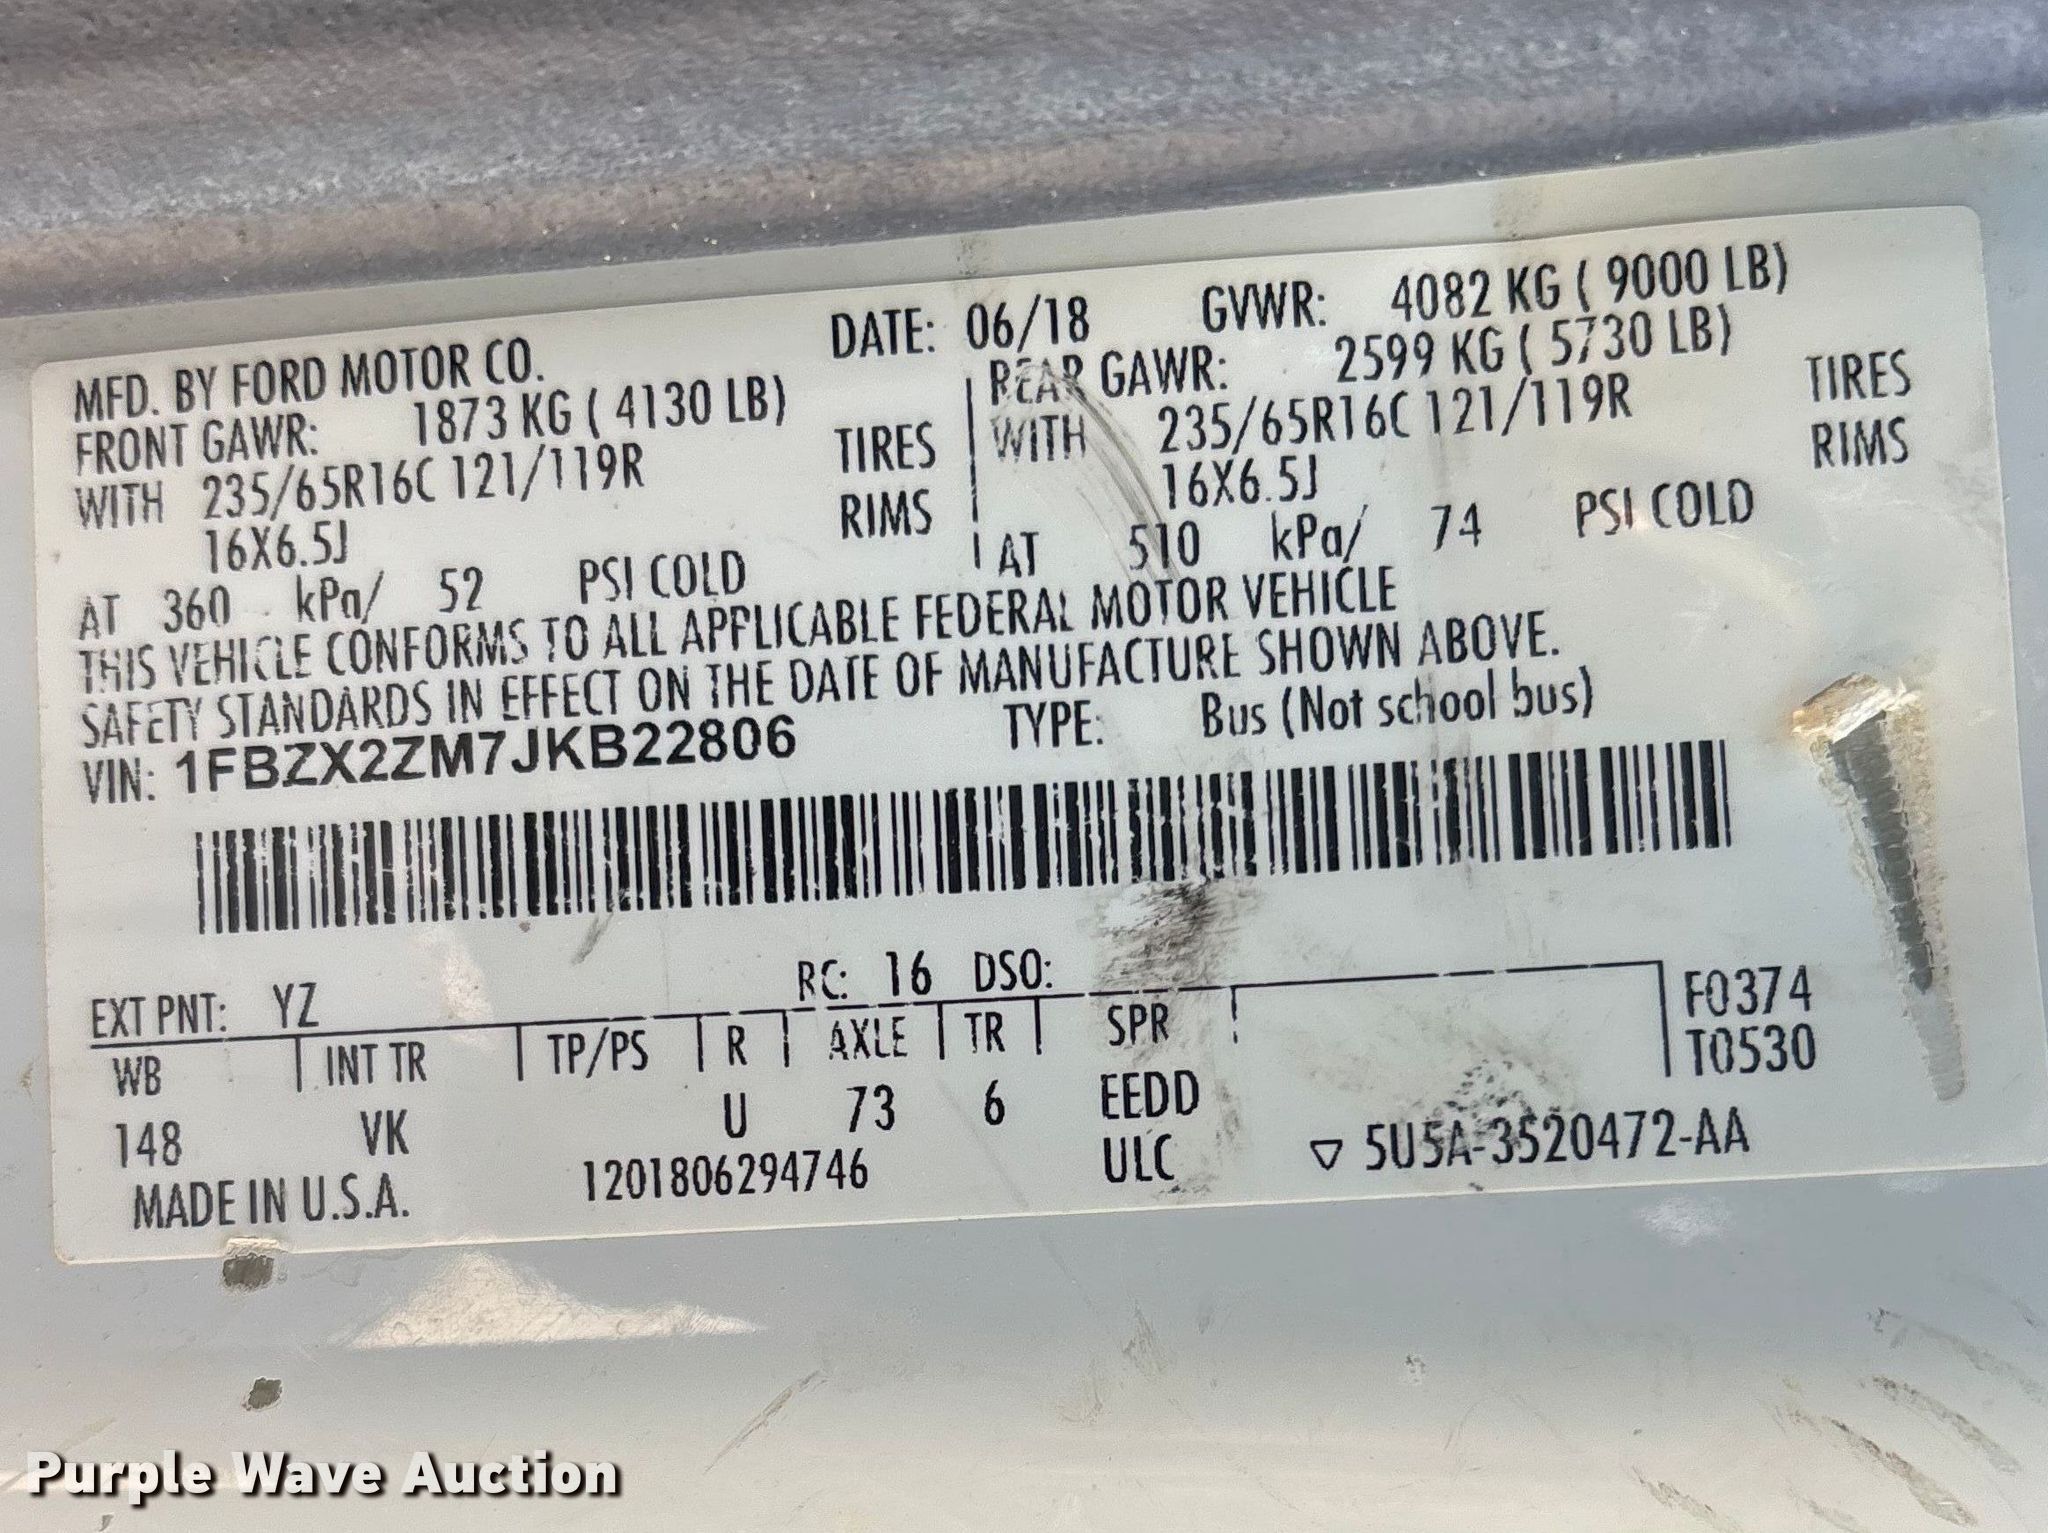 MFD. BY FORD MOTOR CO. DATE: 06/18 GVWR: 4082 KG ( 9000 LB)
FRONT GAWR: 1873 KG ( 4130 LB) REAR GAWR: 2599 KG ( 5730 LB)
WITH 235/65R16C 121/119R TIRES WITH 235/65R16C 121/119R TIRES
16X6.5J RIMS 16X6.5J RIMS
AT 360 kPa/ 52 PSI COLD AT 510 kPa/ 74 PSI COLD
THIS VEHICLE CONFORMS TO ALL APPLICABLE FEDERAL MOTOR VEHICLE
SAFETY STANDARDS IN EFFECT ON THE DATE OF MANUFACTURE SHOWN ABOVE.
VIN: 1FBZX2ZM7JKB22806 TYPE: Bus (Not school bus)
EXT PNT: YZ RC: 16 DSO: F0374
WB INT TR TP/PS R AXLE TR SPR T0530
148 VK U 73 6 EEDD
MADE IN U.S.A. 1201806294746 ULC ▽ 5U5A-3520472-AA
Purple Wave Auction